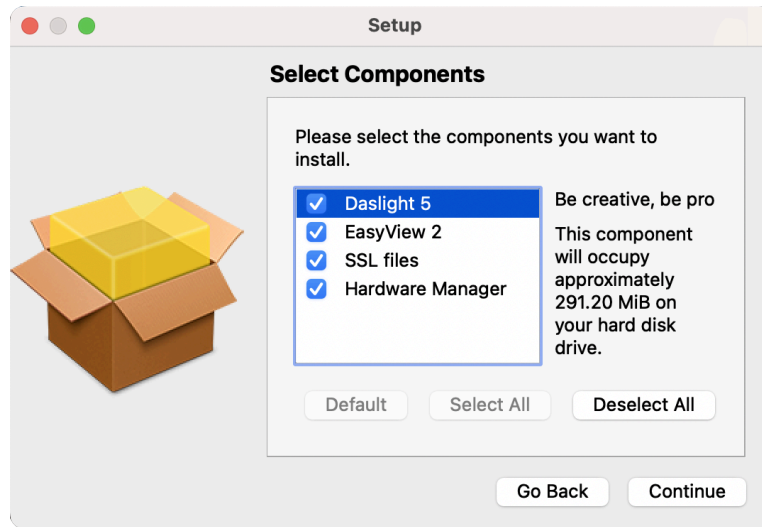 Setup
Select Components
Please select the components you want to
install.
Daslight 5
EasyView 2
SSL files
Hardware Manager
Be creative, be pro
This component
will occupy
approximately
291.20 MiB on
your hard disk
drive.
Default
Select All
Deselect All
Go Back
Continue